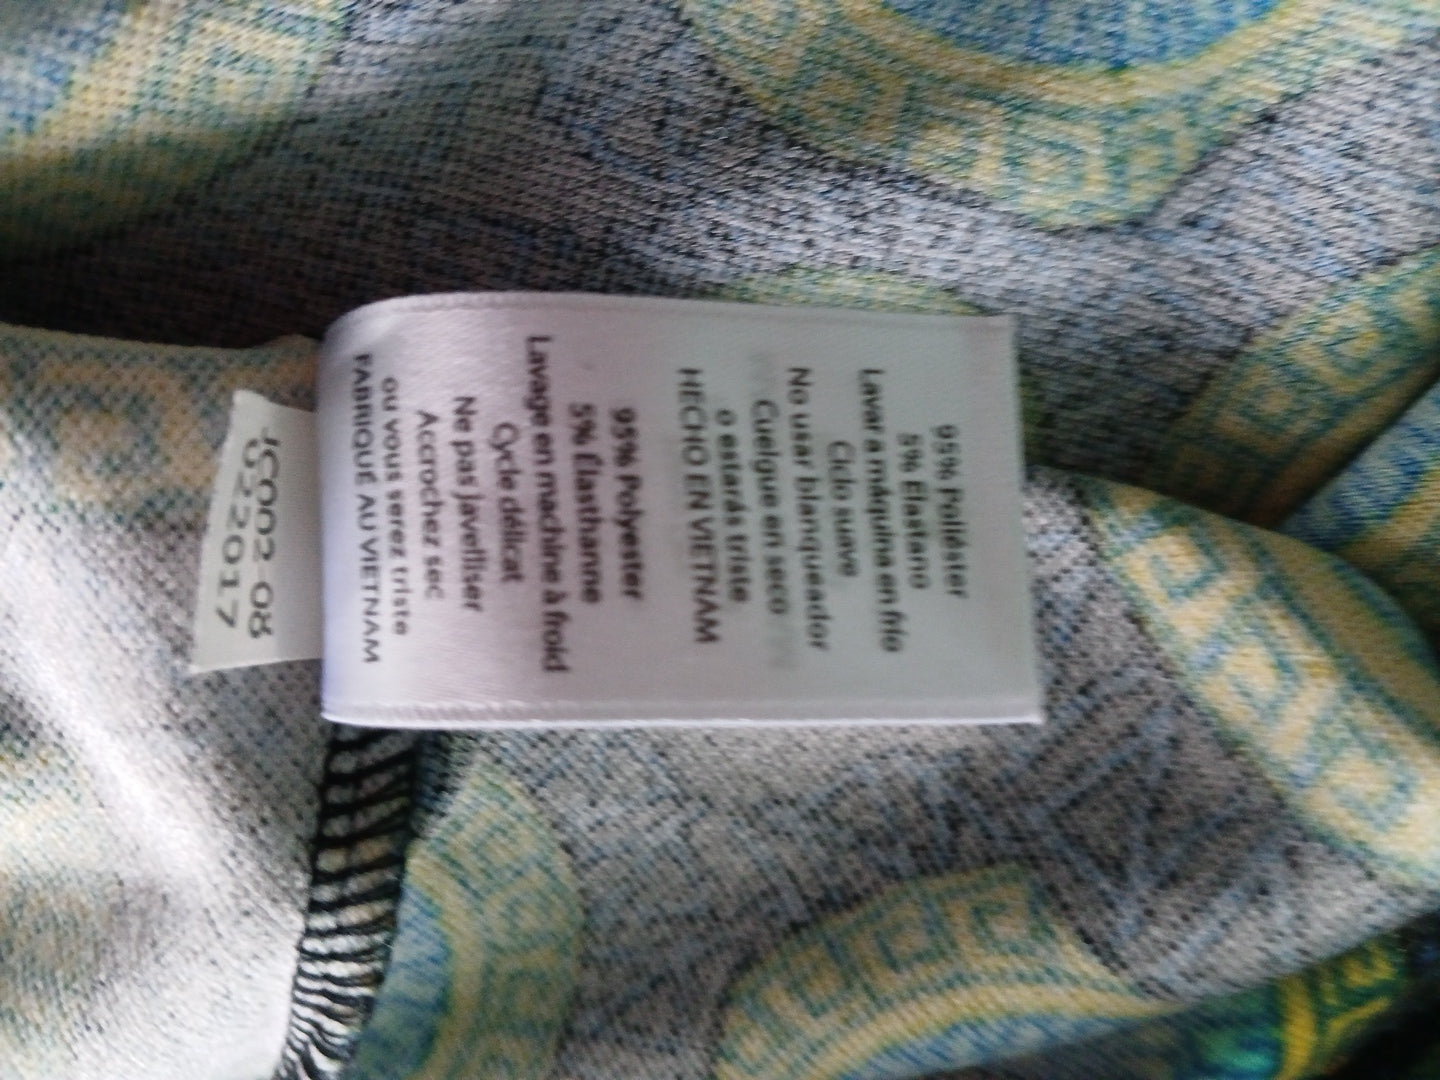 95% Poliéster
5% Elastano
Lavar a máquina en frío
Ciclo suave
No usar blanqueador
Cuelgue en seco
o estarás triste
HECHO EN VIETNAM
95% Polyester
5% Élasthanne
Lavage en machine à froid
Cycle délicat
Ne pas javelliser
Accrochez sec
ou vous serez triste
FABRIQUÉ AU VIETNAM
08
022017